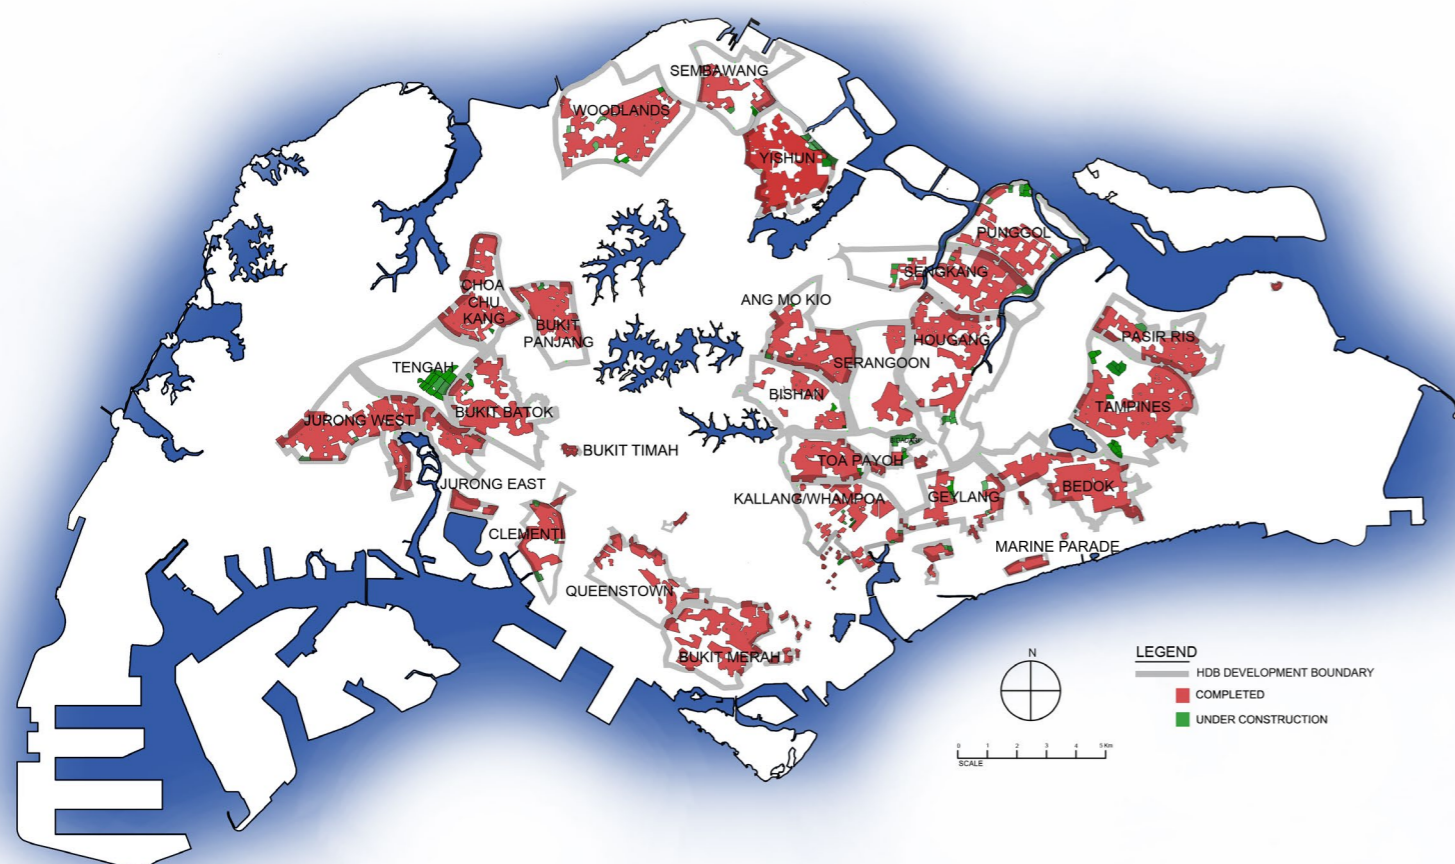 SEMBAWANG
WOODLANDS
YISHUN
PUNGGOL
SENGKANG
CHOA
CHU
KANG
ANG MO KIO
BUKIT
PANJANG
HOUGANG
PASIR RIS
SERANGOON
TENGAH
BISHAN
TAMPINES
BUKIT BATOK
JURONG WEST
BUKIT TIMAH
TOA PAYOH
JURONG EAST
BEDOK
KALLANG/WHAMPOA
GEYLANG
CLEMENTI
MARINE PARADE
QUEENSTOWN
BUKIT MERAH
N
0 1 2 3 4 5 Km
SCALE
LEGEND
HDB DEVELOPMENT BOUNDARY
COMPLETED
UNDER CONSTRUCTION